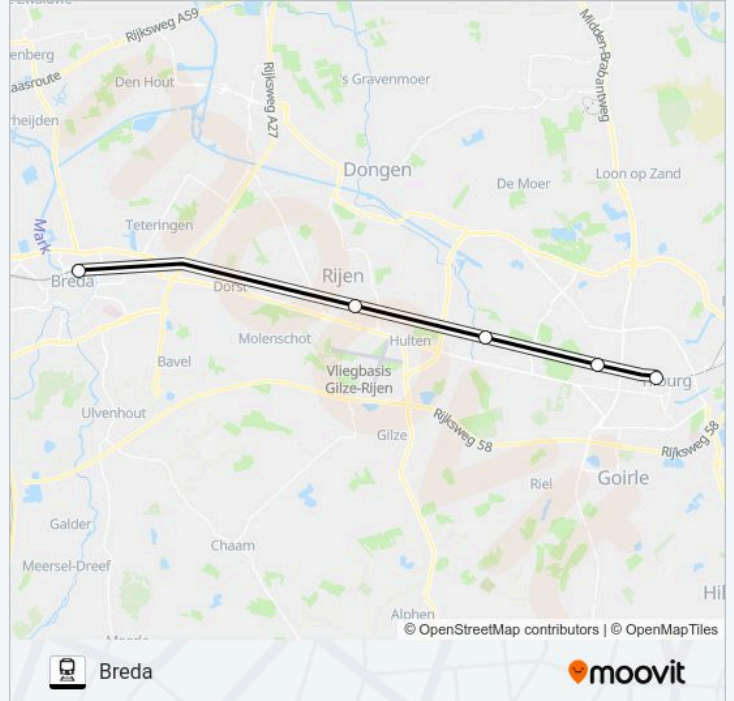 Rijksweg A59
enberg
aasroute
Den Hout
Rijksweg A27
's Gravenmoer
Midden-Brabantweg
rheijden
Dongen
De Moer
Loon op Zand
Mark
Teteringen
Breda
Dorst
Rijen
Molenschot
Hulten
Vliegbasis
Gilze-Rijen
Bavel
Ulvenhout
Gilze
Rijksweg 58
Rijksweg 58
Riel
Goirle
Galder
Chaam
Meersel-Dreef
Hil
Alphen
© OpenStreetMap contributors | © OpenMapTiles
Breda
moovit